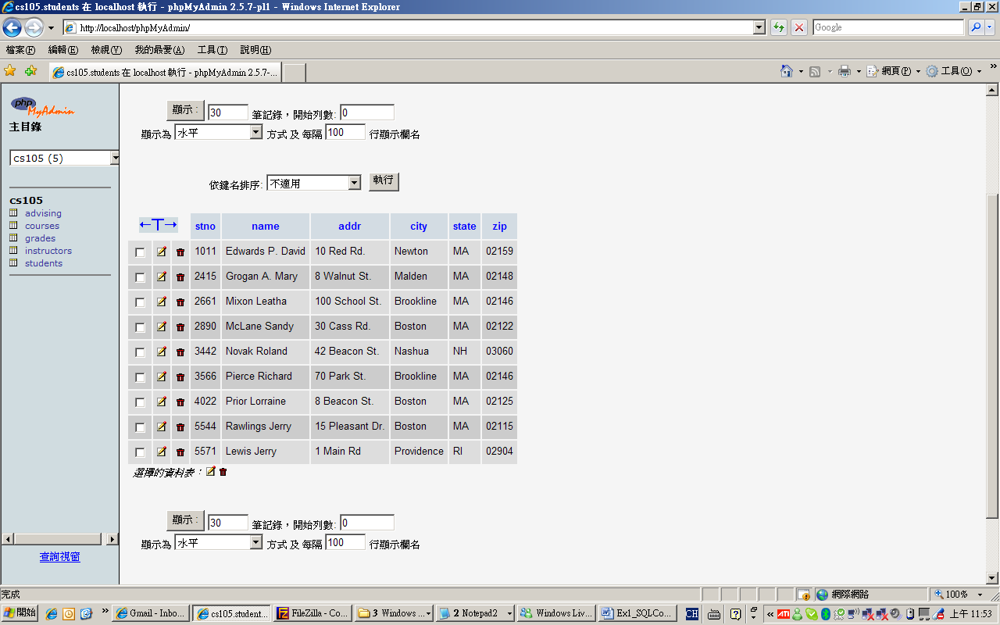 cs105.students 在 localhost 執行 - phpMyAdmin 2.5.7-pl1 - Windows Internet Explorer
http://localhost/phpMyAdmin/
Google
檔案(F) 編輯(E) 檢視(V) 我的最愛(A) 工具(T) 說明(H)
cs105.students 在 localhost 執行 - phpMyAdmin 2.5.7-...
網頁(P) 工具(O) »
php MyAdmin
主目錄
cs105 (5)
cs105
advising
courses
grades
instructors
students
查詢視窗
顯示 : 30 筆記錄，開始列數: 0
顯示為 水平 方式 及 每隔 100 行顯示欄名
依鍵名排序: 不適用 執行
←T→ stno name addr city state zip
1011 Edwards P. David 10 Red Rd. Newton MA 02159
2415 Grogan A. Mary 8 Walnut St. Malden MA 02148
2661 Mixon Leatha 100 School St. Brookline MA 02146
2890 McLane Sandy 30 Cass Rd. Boston MA 02122
3442 Novak Roland 42 Beacon St. Nashua NH 03060
3566 Pierce Richard 70 Park St. Brookline MA 02146
4022 Prior Lorraine 8 Beacon St. Boston MA 02125
5544 Rawlings Jerry 15 Pleasant Dr. Boston MA 02115
5571 Lewis Jerry 1 Main Rd Providence RI 02904
選擇的資料表：
顯示 : 30 筆記錄，開始列數: 0
顯示為 水平 方式 及 每隔 100 行顯示欄名
完成 網際網路 100%
開始 » Gmail - Inbo... cs105.student... FileZilla - Co... 3 Windows ... 2 Notepad2 Windows Liv... Ex1_SQLCo... CH « ATI 上午 11:53